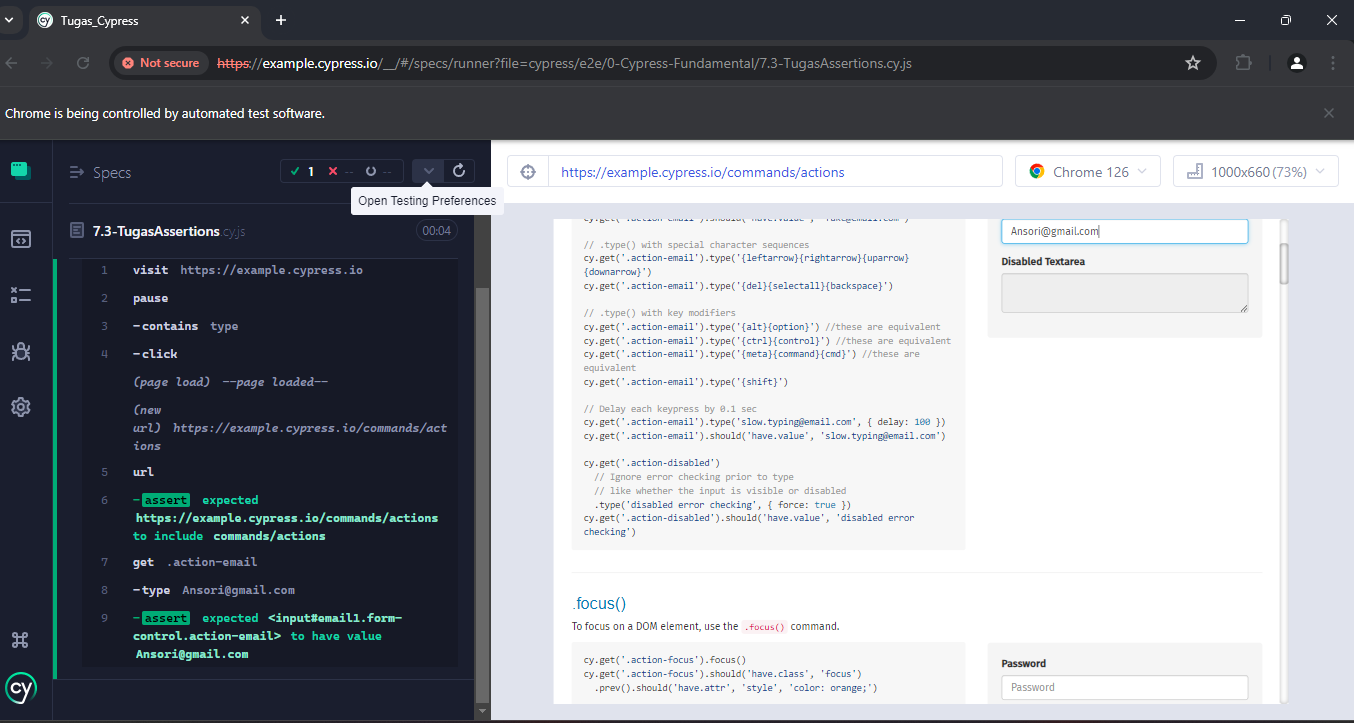 Tugas_Cypress
Not secure https://example.cypress.io/__/#/specs/runner?file=cypress/e2e/0-Cypress-Fundamental/7.3-TugasAssertions.cy.js
Chrome is being controlled by automated test software.
Specs
1 -- --
Open Testing Preferences
7.3-TugasAssertions.cy.js 00:04
1 visit https://example.cypress.io
2 pause
3 -contains type
4 -click
(page load) --page loaded--
(new
url) https://example.cypress.io/commands/act
ions
5 url
6 -assert expected
https://example.cypress.io/commands/actions
to include commands/actions
7 get .action-email
8 -type Ansori@gmail.com
9 -assert expected <input#email1.form-
control.action-email> to have value
Ansori@gmail.com
cy
https://example.cypress.io/commands/actions
Chrome 126
1000x660 (73%)
cy.get('.action-email').should('have.value', 'fake@email.com')
// .type() with special character sequences
cy.get('.action-email').type('{leftarrow}{rightarrow}{uparrow}
{downarrow}')
cy.get('.action-email').type('{del}{selectall}{backspace}')
// .type() with key modifiers
cy.get('.action-email').type('{alt}{option}') //these are equivalent
cy.get('.action-email').type('{ctrl}{control}') //these are equivalent
cy.get('.action-email').type('{meta}{command}{cmd}') //these are
equivalent
cy.get('.action-email').type('{shift}')
// Delay each keypress by 0.1 sec
cy.get('.action-email').type('slow.typing@email.com', { delay: 100 })
cy.get('.action-email').should('have.value', 'slow.typing@email.com')
cy.get('.action-disabled')
// Ignore error checking prior to type
// like whether the input is visible or disabled
.type('disabled error checking', { force: true })
cy.get('.action-disabled').should('have.value', 'disabled error
checking')
Ansori@gmail.com
Disabled Textarea
.focus()
To focus on a DOM element, use the .focus() command.
cy.get('.action-focus').focus()
cy.get('.action-focus').should('have.class', 'focus')
.prev().should('have.attr', 'style', 'color: orange;')
Password
Password